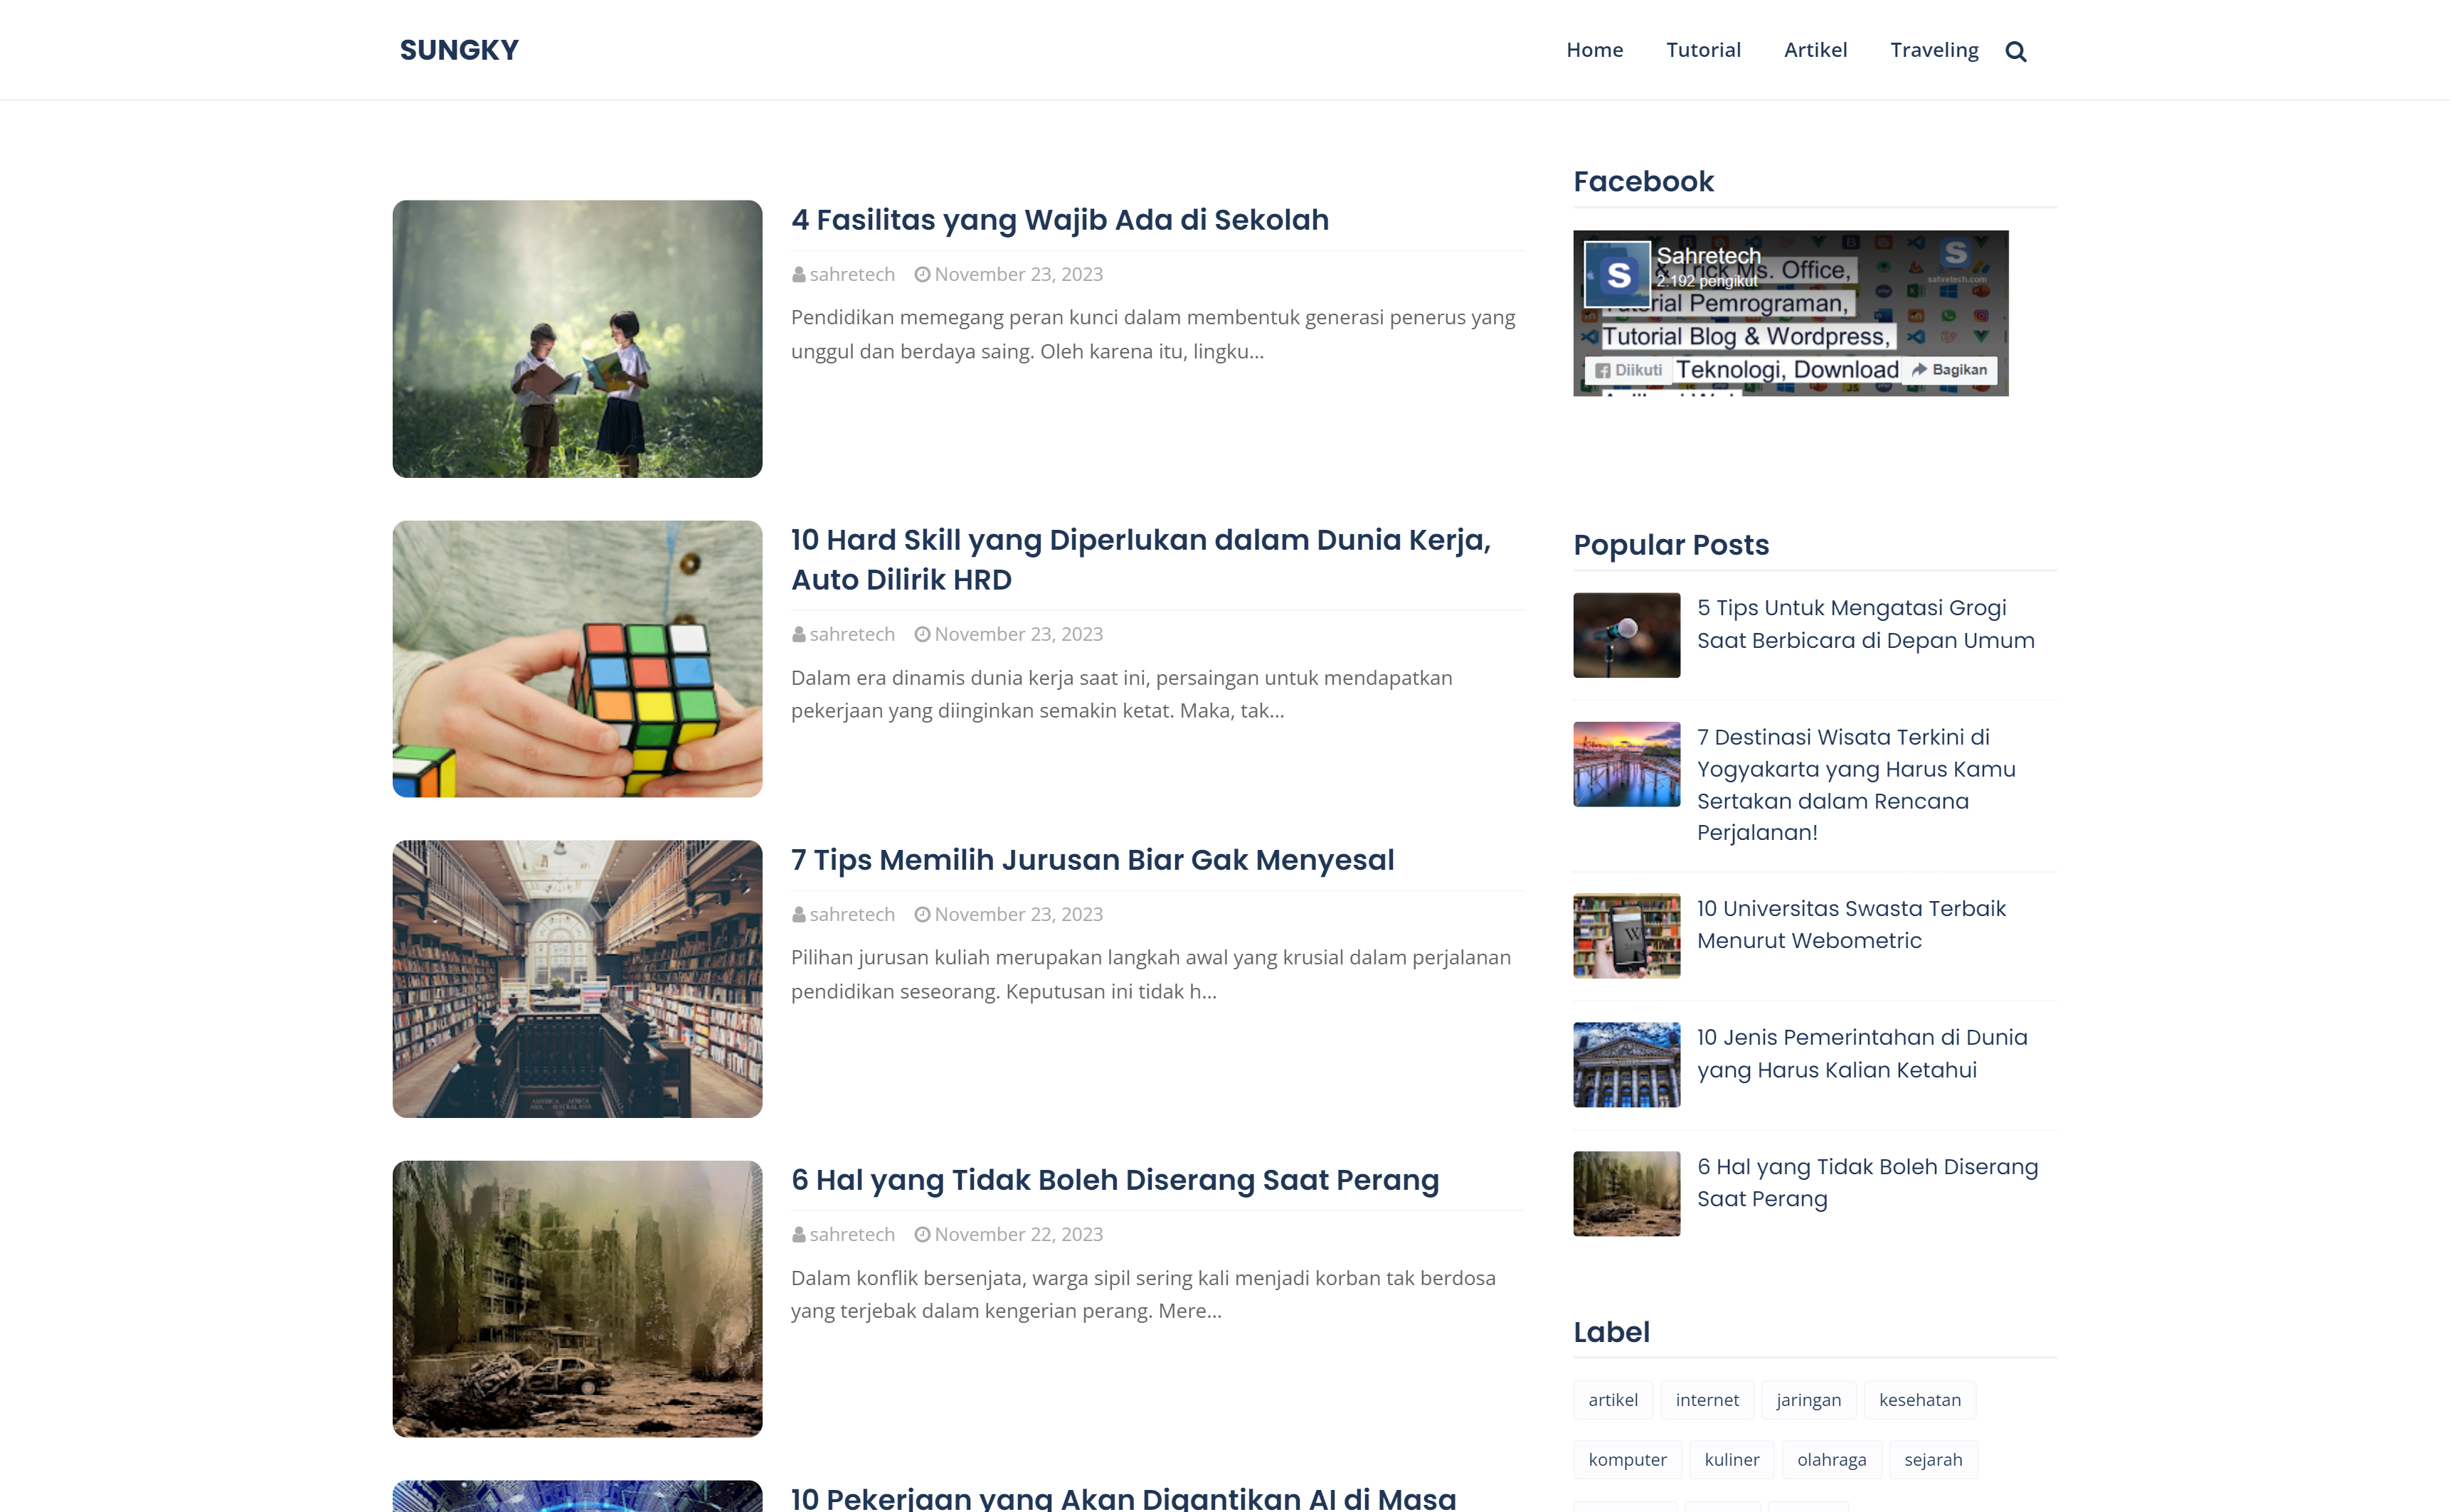 SUNGKY
Home
Tutorial
Artikel
Traveling
4 Fasilitas yang Wajib Ada di Sekolah
sahretech
November 23, 2023
Pendidikan memegang peran kunci dalam membentuk generasi penerus yang
unggul dan berdaya saing. Oleh karena itu, lingku...
10 Hard Skill yang Diperlukan dalam Dunia Kerja,
Auto Dilirik HRD
sahretech
November 23, 2023
Dalam era dinamis dunia kerja saat ini, persaingan untuk mendapatkan
pekerjaan yang diinginkan semakin ketat. Maka, tak...
7 Tips Memilih Jurusan Biar Gak Menyesal
sahretech
November 23, 2023
Pilihan jurusan kuliah merupakan langkah awal yang krusial dalam perjalanan
pendidikan seseorang. Keputusan ini tidak h...
6 Hal yang Tidak Boleh Diserang Saat Perang
sahretech
November 22, 2023
Dalam konflik bersenjata, warga sipil sering kali menjadi korban tak berdosa
yang terjebak dalam kengerian perang. Mere...
10 Pekerjaan yang Akan Digantikan AI di Masa
Facebook
Sahretech
& Trick Ms. Office,
2.192 pengikut
sahretech.com
Pemrograman,
Tutorial Blog & Wordpress,
Diikuti
Teknologi, Download
Bagikan
Popular Posts
5 Tips Untuk Mengatasi Grogi
Saat Berbicara di Depan Umum
7 Destinasi Wisata Terkini di
Yogyakarta yang Harus Kamu
Sertakan dalam Rencana
Perjalanan!
10 Universitas Swasta Terbaik
Menurut Webometric
10 Jenis Pemerintahan di Dunia
yang Harus Kalian Ketahui
6 Hal yang Tidak Boleh Diserang
Saat Perang
Label
artikel
internet
jaringan
kesehatan
komputer
kuliner
olahraga
sejarah